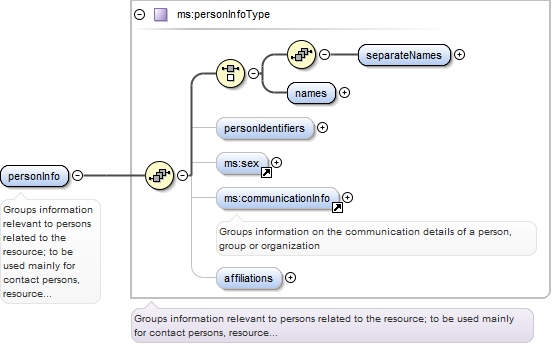 ms:personInfoType
separateNames
names
personIdentifiers
ms:sex
personInfo
ms:communicationInfo
Groups information
relevant to persons
related to the
resource; to be
used mainly for
contact persons,
resource...
Groups information on the communication details of a person,
group or organization
affiliations
Groups information relevant to persons related to the resource; to be used mainly
for contact persons, resource...